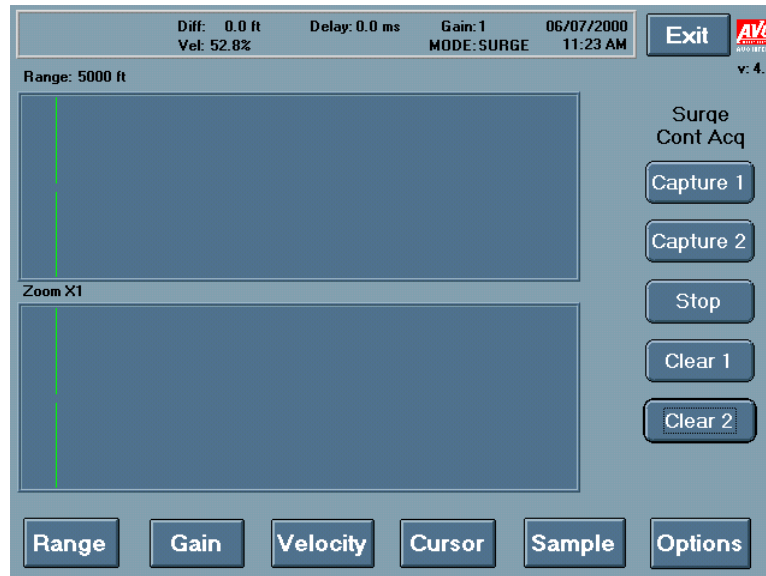 Diff: 0.0 ft Delay: 0.0 ms Gain: 1 06/07/2000
Vel: 52.8% MODE: SURGE 11:23 AM
Exit
v: 4.
Range: 5000 ft
Surge
Cont Acq
Capture 1
Capture 2
Zoom X1
Stop
Clear 1
Clear 2
Range Gain Velocity Cursor Sample Options